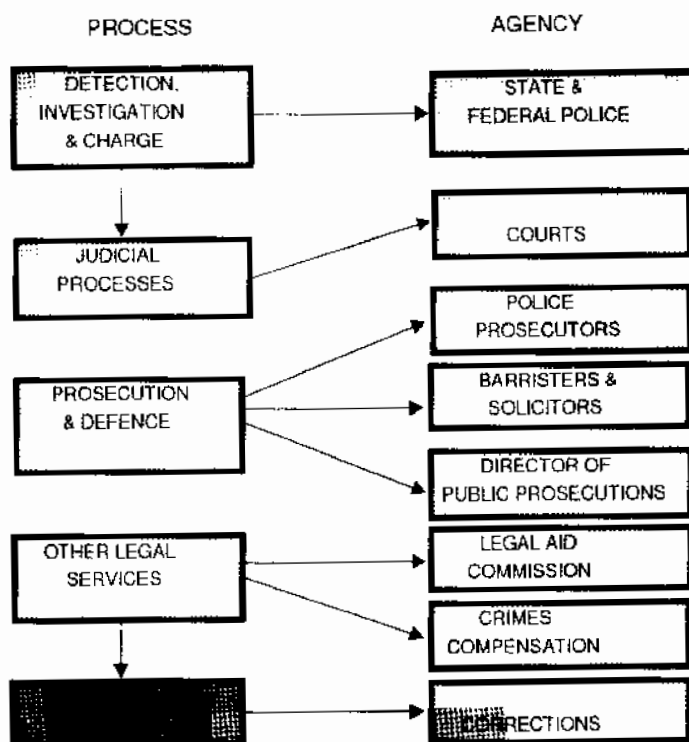 PROCESS
AGENCY
DETECTION,
INVESTIGATION
& CHARGE
STATE &
FEDERAL POLICE
JUDICIAL
PROCESSES
COURTS
POLICE
PROSECUTORS
PROSECUTION
& DEFENCE
BARRISTERS &
SOLICITORS
DIRECTOR OF
PUBLIC PROSECUTIONS
OTHER LEGAL
SERVICES
LEGAL AID
COMMISSION
CRIMES
COMPENSATION
CORRECTIONS